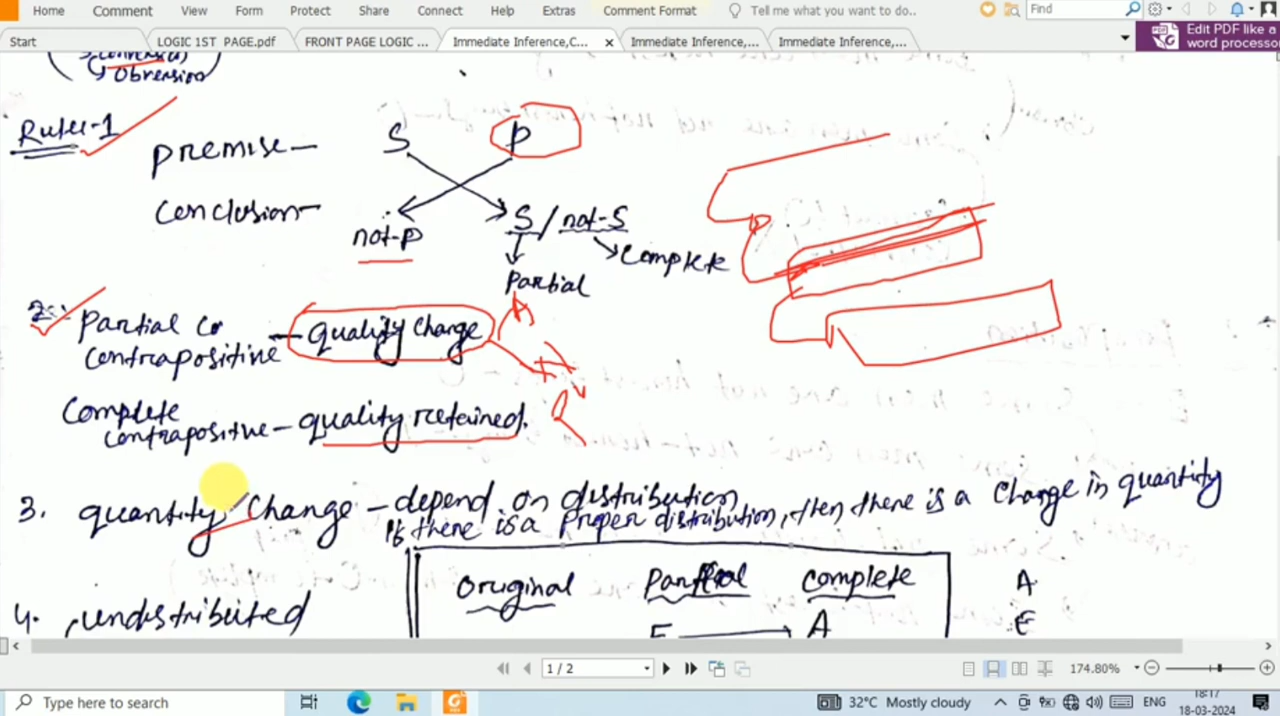 Home Comment View Form Protect Share Connect Help Extras Comment Format Tell me what you want to do.. Find
Start LOGIC 1ST PAGE.pdf FRONT PAGE LOGIC ... Immediate Inference,C... × Immediate Inference,... Immediate Inference,... Edit PDF like a
word processo
Obversion)
Rules-1
premise— S P
Conclusion— not-P S / not-S
Partial Complete
2. partial Co
contrapositive — quality change
Complete
contrapositive — quality retained.
3. quantity change — depend on distribution
If there is a proper distribution, then there is a change in quantity
Original Partial Complete A
4. undistributed E A E
1 / 2 174.80%
Type here to search 32°C Mostly cloudy ENG 18:17
18-03-2024